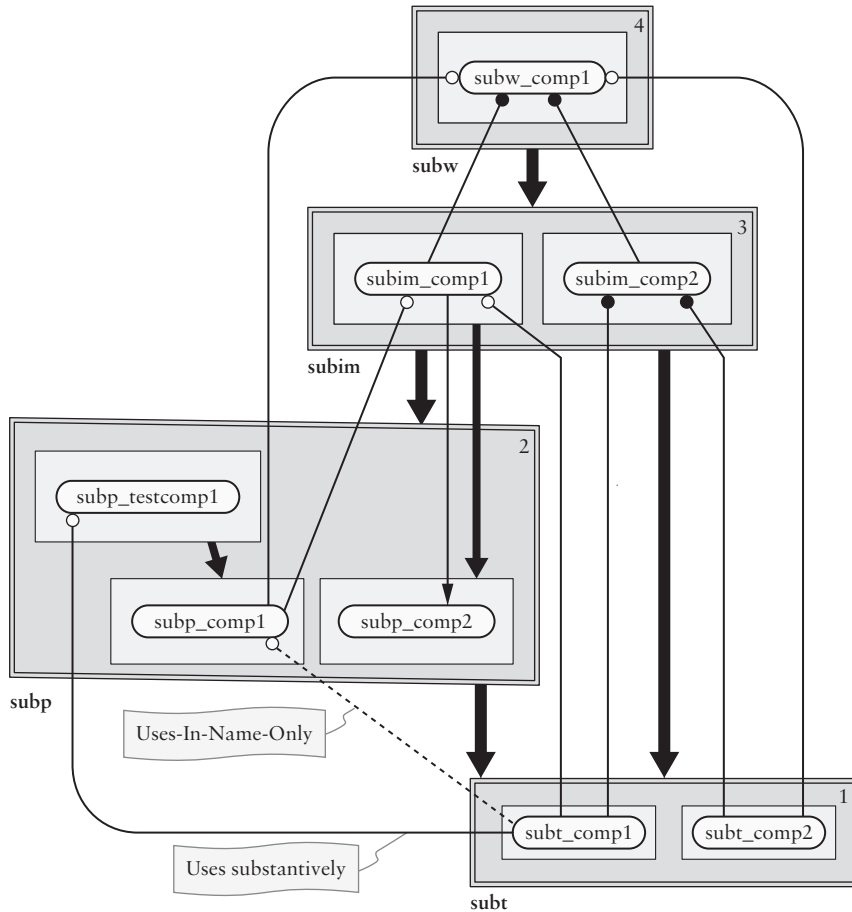 4
subw_comp1
subw
3
subim_comp1
subim_comp2
subim
2
subp_testcomp1
subp_comp1
subp_comp2
subp
Uses-In-Name-Only
1
subt_comp1
subt_comp2
Uses substantively
subt